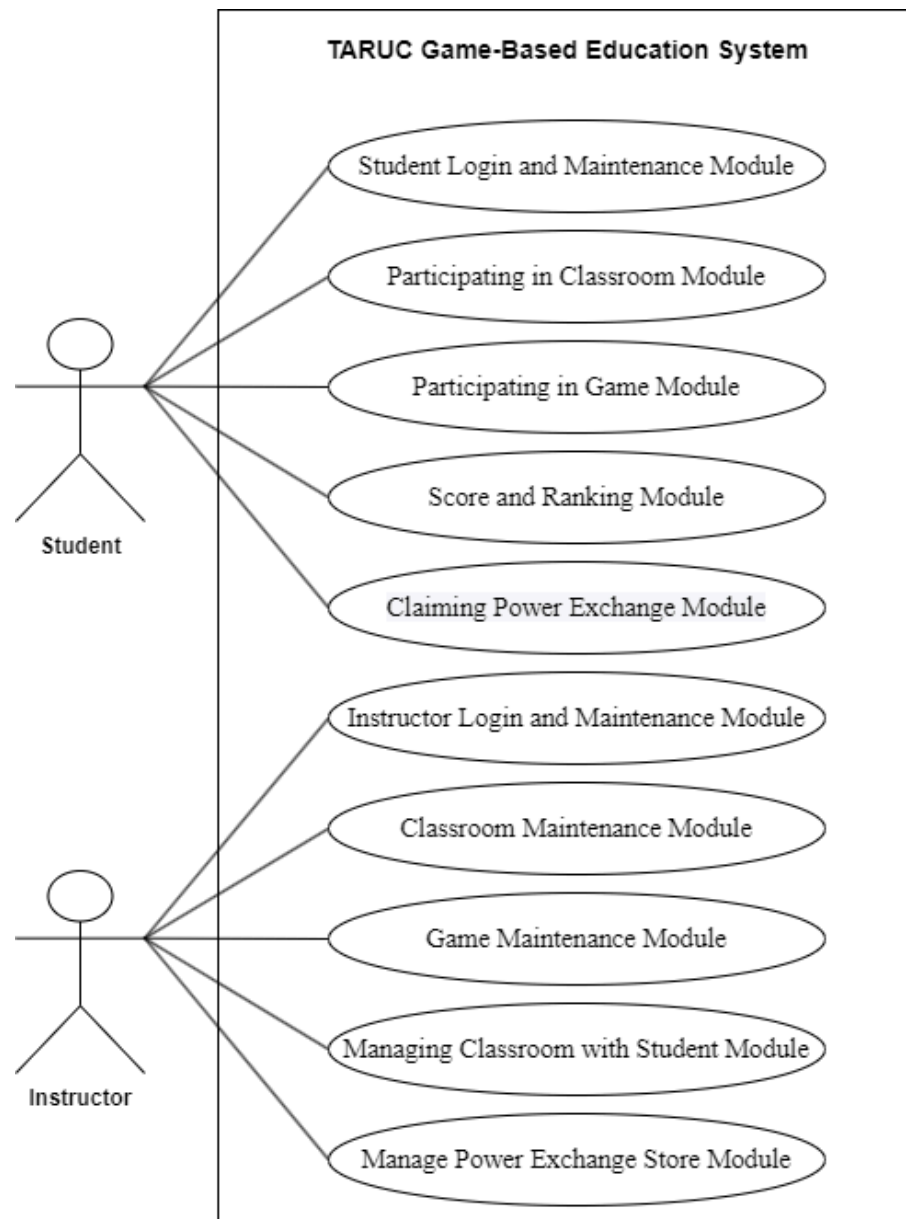 TARUC Game-Based Education System
Student Login and Maintenance Module
Participating in Classroom Module
Participating in Game Module
Score and Ranking Module
Student
Claiming Power Exchange Module
Instructor Login and Maintenance Module
Classroom Maintenance Module
Game Maintenance Module
Managing Classroom with Student Module
Instructor
Manage Power Exchange Store Module